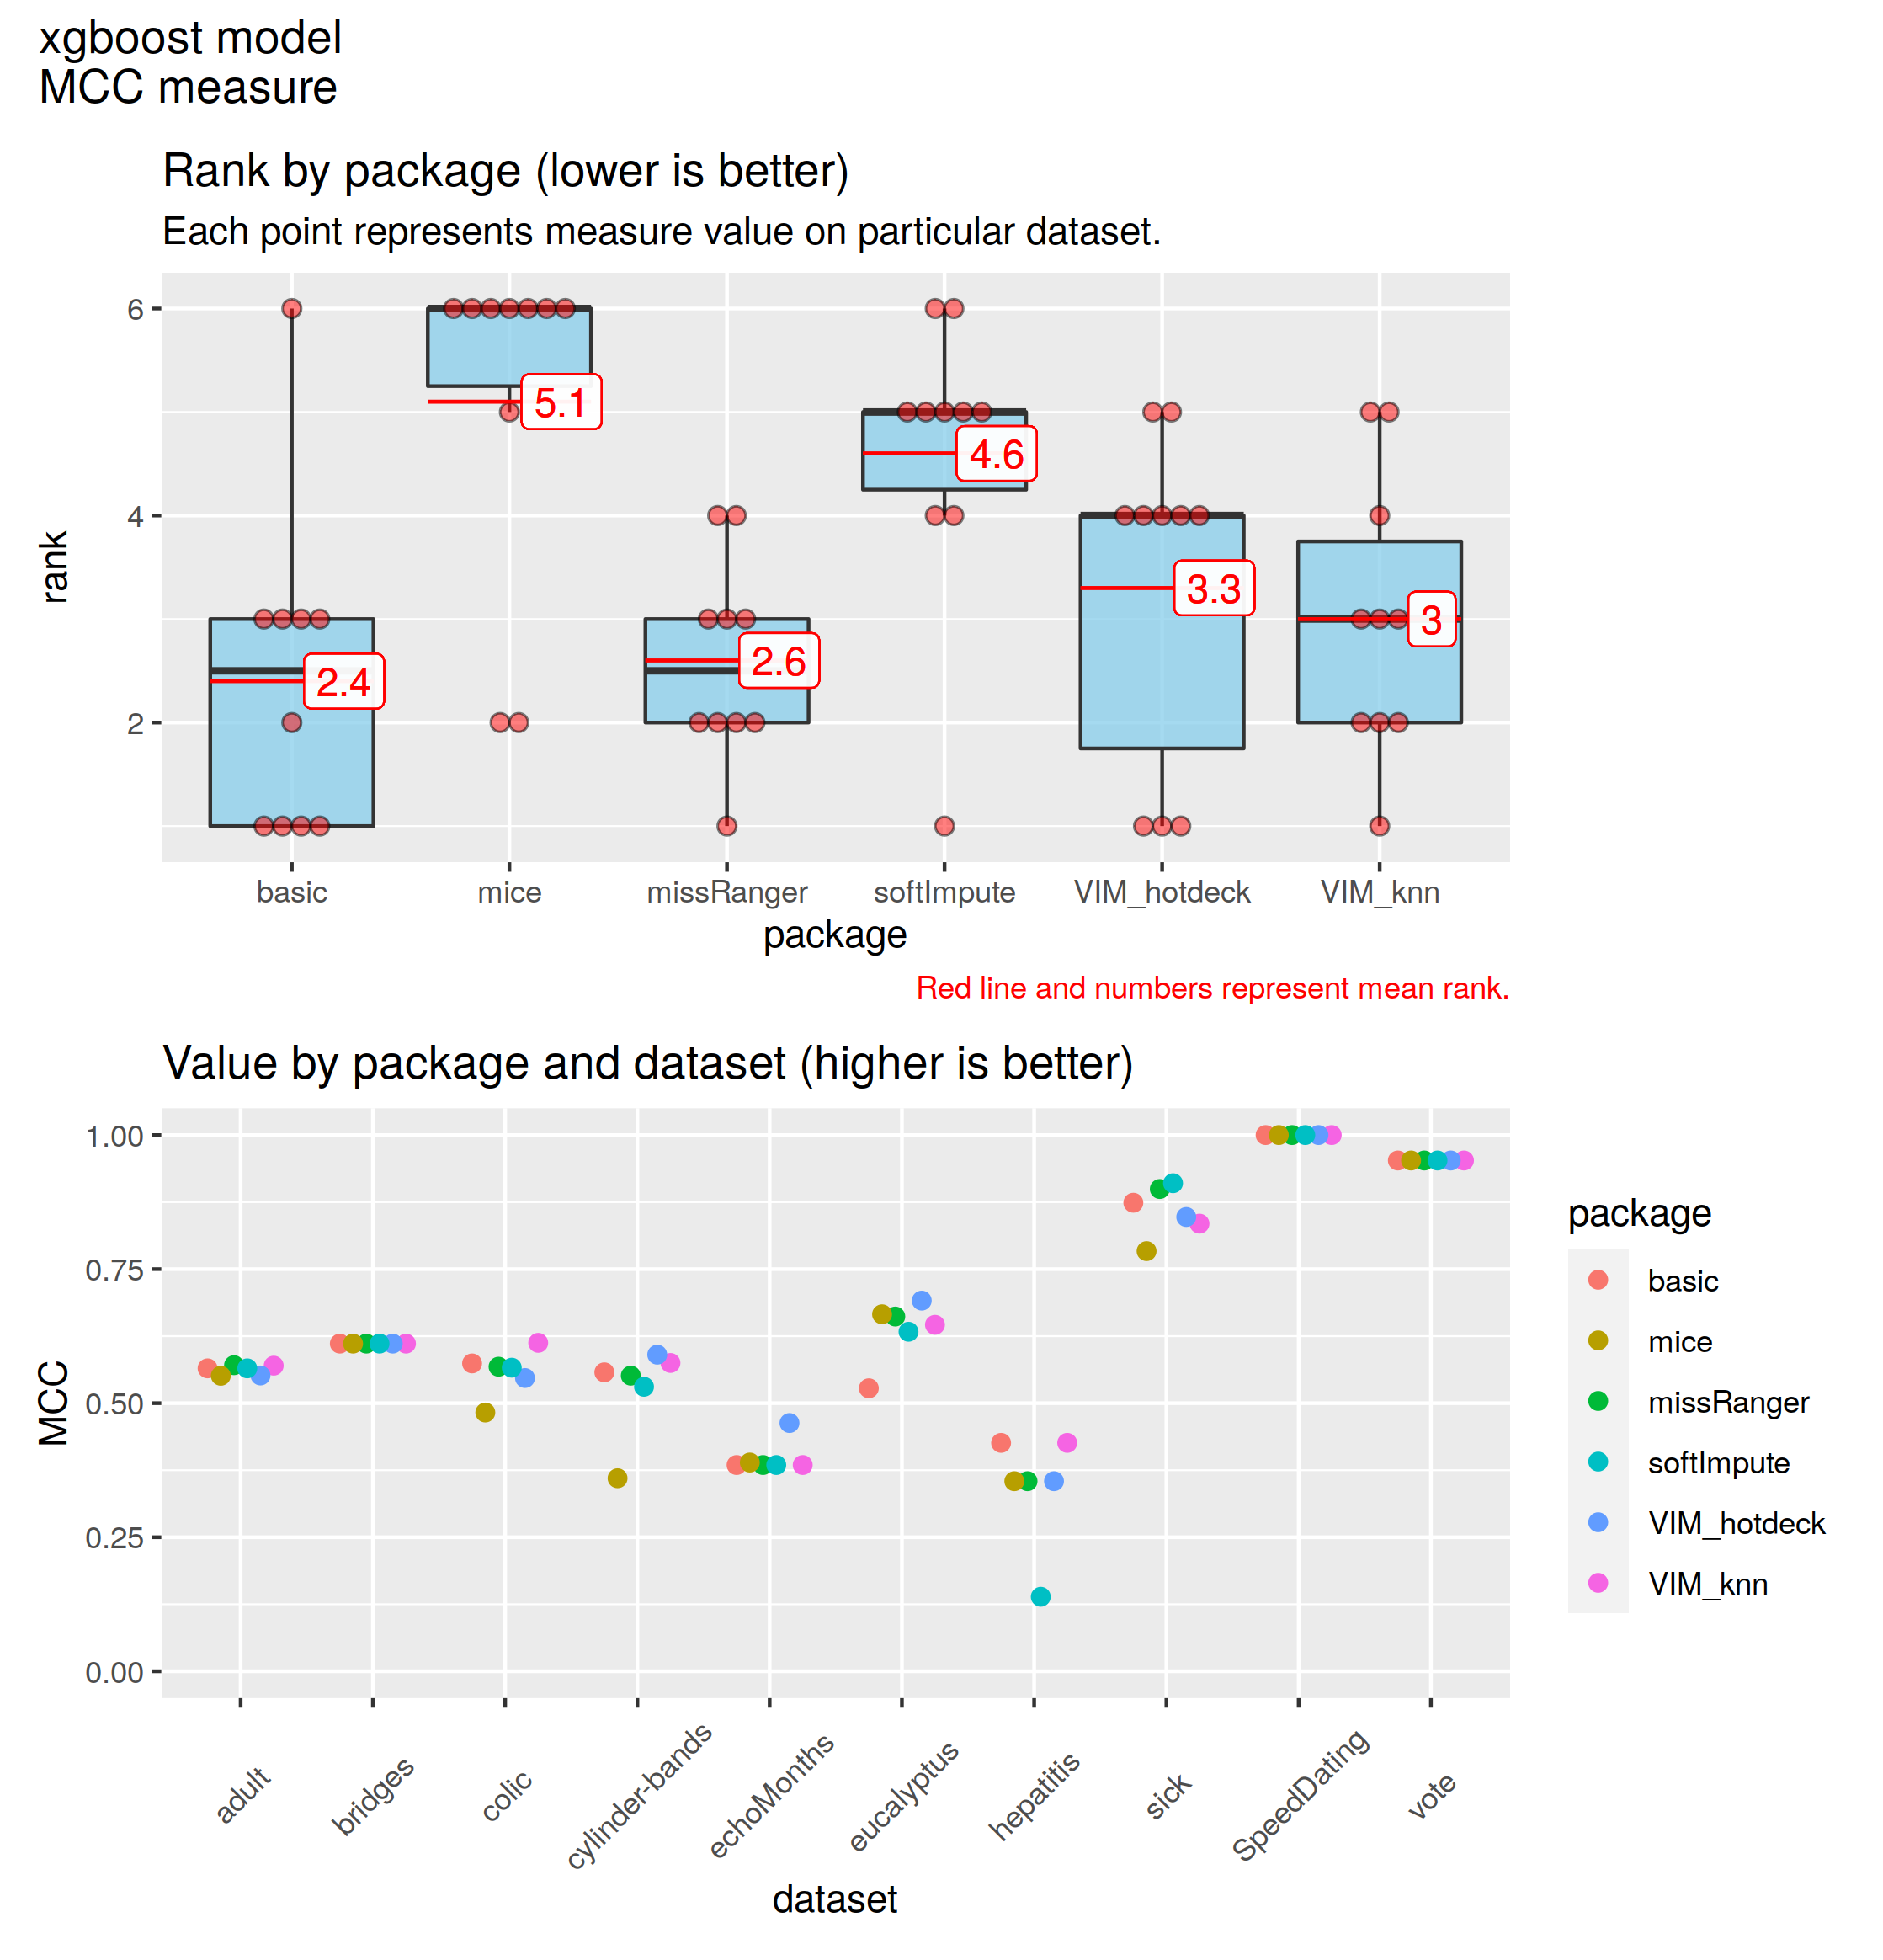 xgboost model
MCC measure
Rank by package (lower is better)
Each point represents measure value on particular dataset.
rank
6
4
2
5.1
4.6
3.3
3
2.6
2.4
basic
mice
missRanger
softImpute
VIM_hotdeck
VIM_knn
package
Red line and numbers represent mean rank.
Value by package and dataset (higher is better)
MCC
1.00
0.75
0.50
0.25
0.00
adult
bridges
colic
cylinder-bands
echoMonths
eucalyptus
hepatitis
sick
SpeedDating
vote
dataset
package
basic
mice
missRanger
softImpute
VIM_hotdeck
VIM_knn